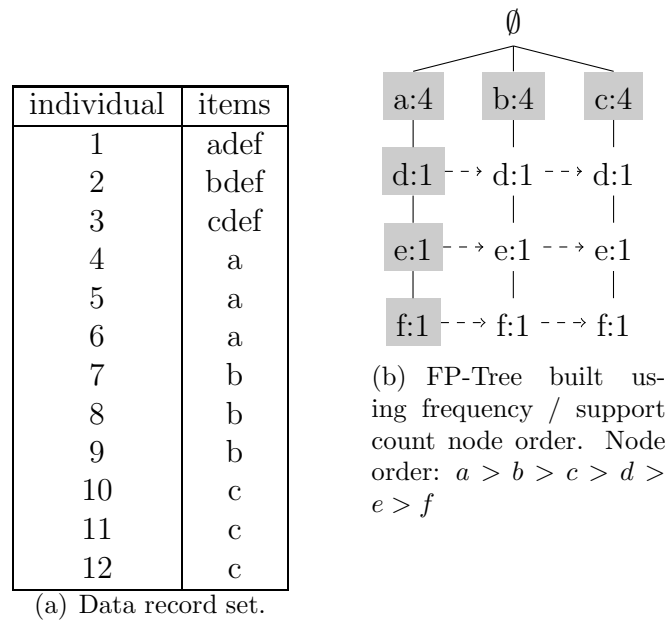 individual items
1 adef
2 bdef
3 cdef
4 a
5 a
6 a
7 b
8 b
9 b
10 c
11 c
12 c
(a) Data record set.
∅
a:4 b:4 c:4
d:1 d:1 d:1
e:1 e:1 e:1
f:1 f:1 f:1
(b) FP-Tree built us-
ing frequency / support
count node order. Node
order: a > b > c > d >
e > f